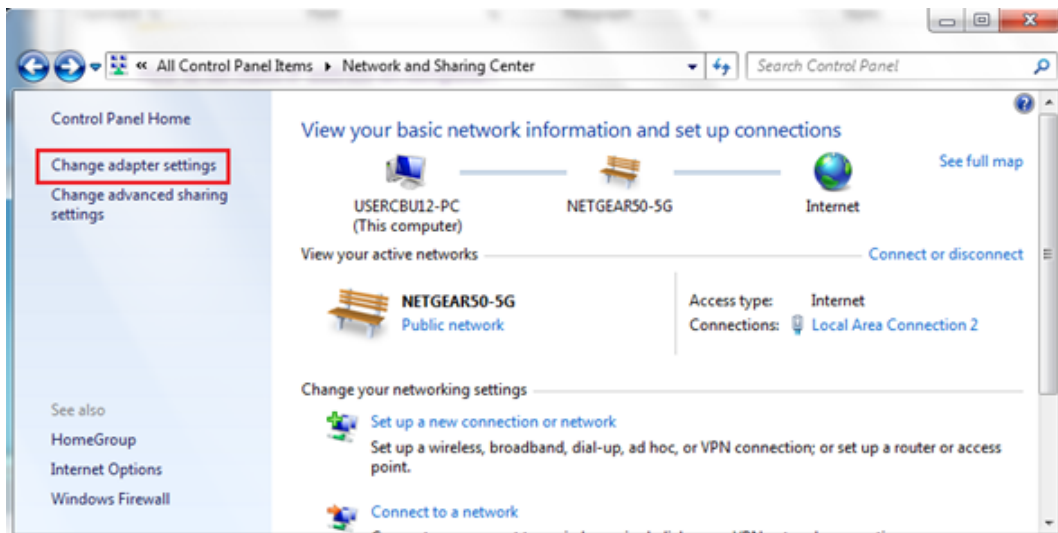 « All Control Panel Items ▸ Network and Sharing Center
Search Control Panel
Control Panel Home
Change adapter settings
Change advanced sharing
settings
See also
HomeGroup
Internet Options
Windows Firewall
View your basic network information and set up connections
See full map
USERCBU12-PC
(This computer)
NETGEAR50-5G
Internet
View your active networks
Connect or disconnect
NETGEAR50-5G
Public network
Access type: Internet
Connections: Local Area Connection 2
Change your networking settings
Set up a new connection or network
Set up a wireless, broadband, dial-up, ad hoc, or VPN connection; or set up a router or access
point.
Connect to a network